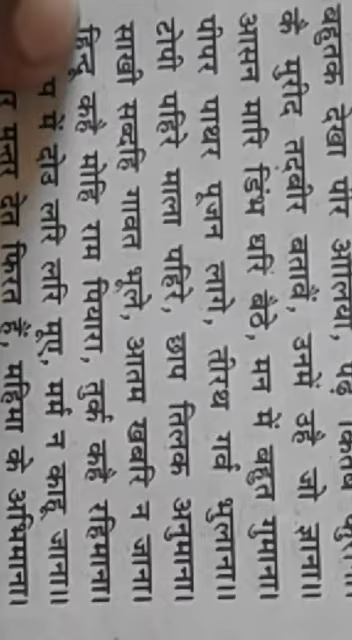 बहुतक देखा पीर औलिया, पढ़ै कितेब कुराना।
कै मुरीद तदबीर बतावैं, उनमें उहै जो ज्ञाना॥
आसन मारि डिंभ धरि बैठे, मन में बहुत गुमाना।
पीपर पाथर पूजन लागे, तीरथ गर्व भुलाना॥
टोपी पहिरे माला पहिरे, छाप तिलक अनुमाना।
साखी सब्दहि गावत भूले, आतम खबरि न जाना।
हिन्दू कहै मोहि राम पियारा, तुर्क कहै रहिमाना।
में दोउ लरि लरि मूए, मर्म न काहू जाना॥
मन्तर देत फिरत हैं, महिमा के अभिमाना।